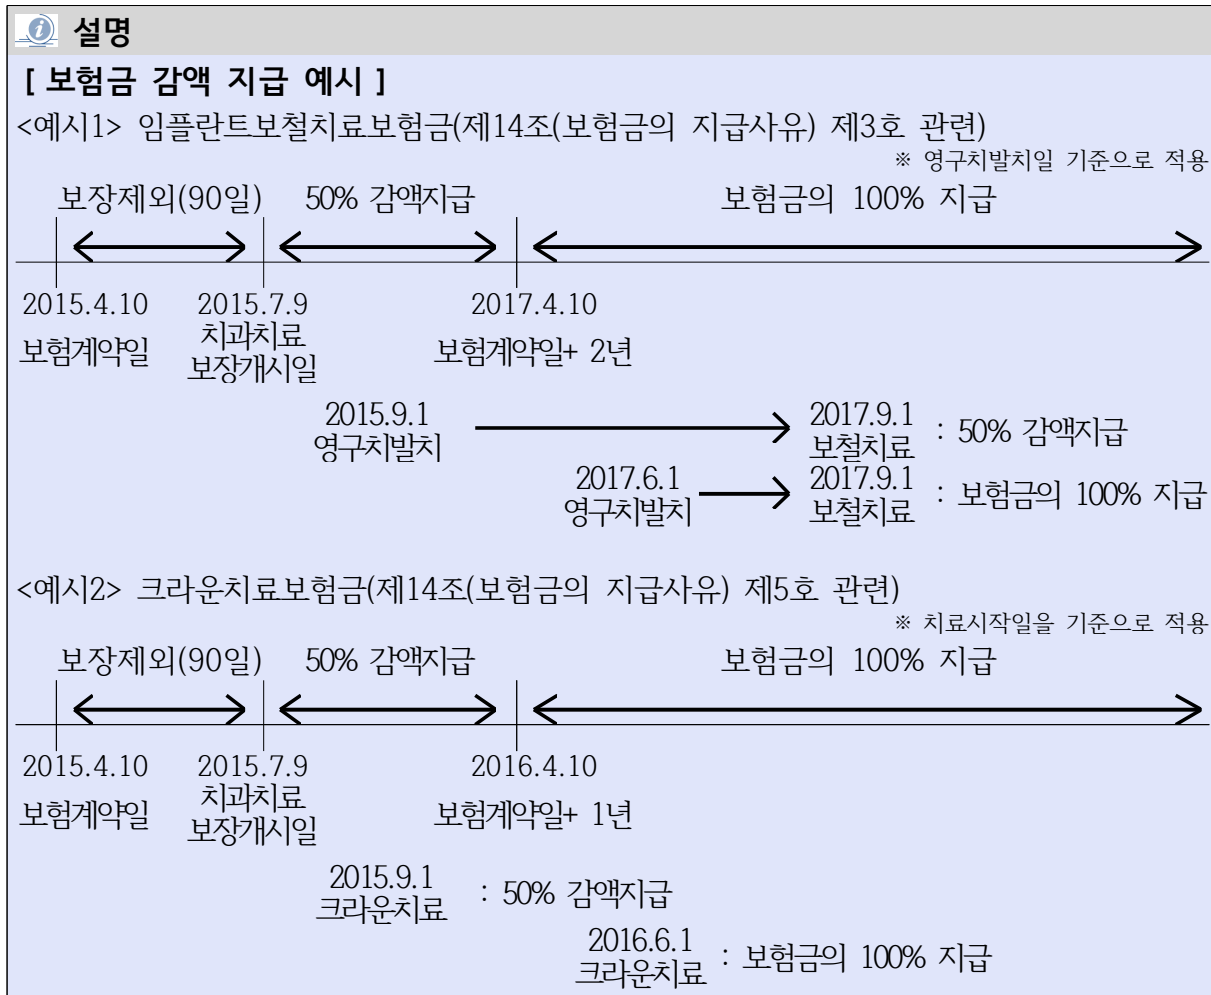 설명
[ 보험금 감액 지급 예시 ]
<예시1> 임플란트보철치료보험금(제14조(보험금의 지급사유) 제3호 관련)
※ 영구치발치일 기준으로 적용
보장제외(90일) 50% 감액지급 보험금의 100% 지급
2015.4.10 2015.7.9 2017.4.10
보험계약일 치과치료 보장개시일 보험계약일+ 2년
2015.9.1 2017.9.1
영구치발치 보철치료 : 50% 감액지급
2017.6.1 2017.9.1
영구치발치 보철치료 : 보험금의 100% 지급
<예시2> 크라운치료보험금(제14조(보험금의 지급사유) 제5호 관련)
※ 치료시작일을 기준으로 적용
보장제외(90일) 50% 감액지급 보험금의 100% 지급
2015.4.10 2015.7.9 2016.4.10
보험계약일 치과치료 보장개시일 보험계약일+ 1년
2015.9.1
크라운치료 : 50% 감액지급
2016.6.1
크라운치료 : 보험금의 100% 지급